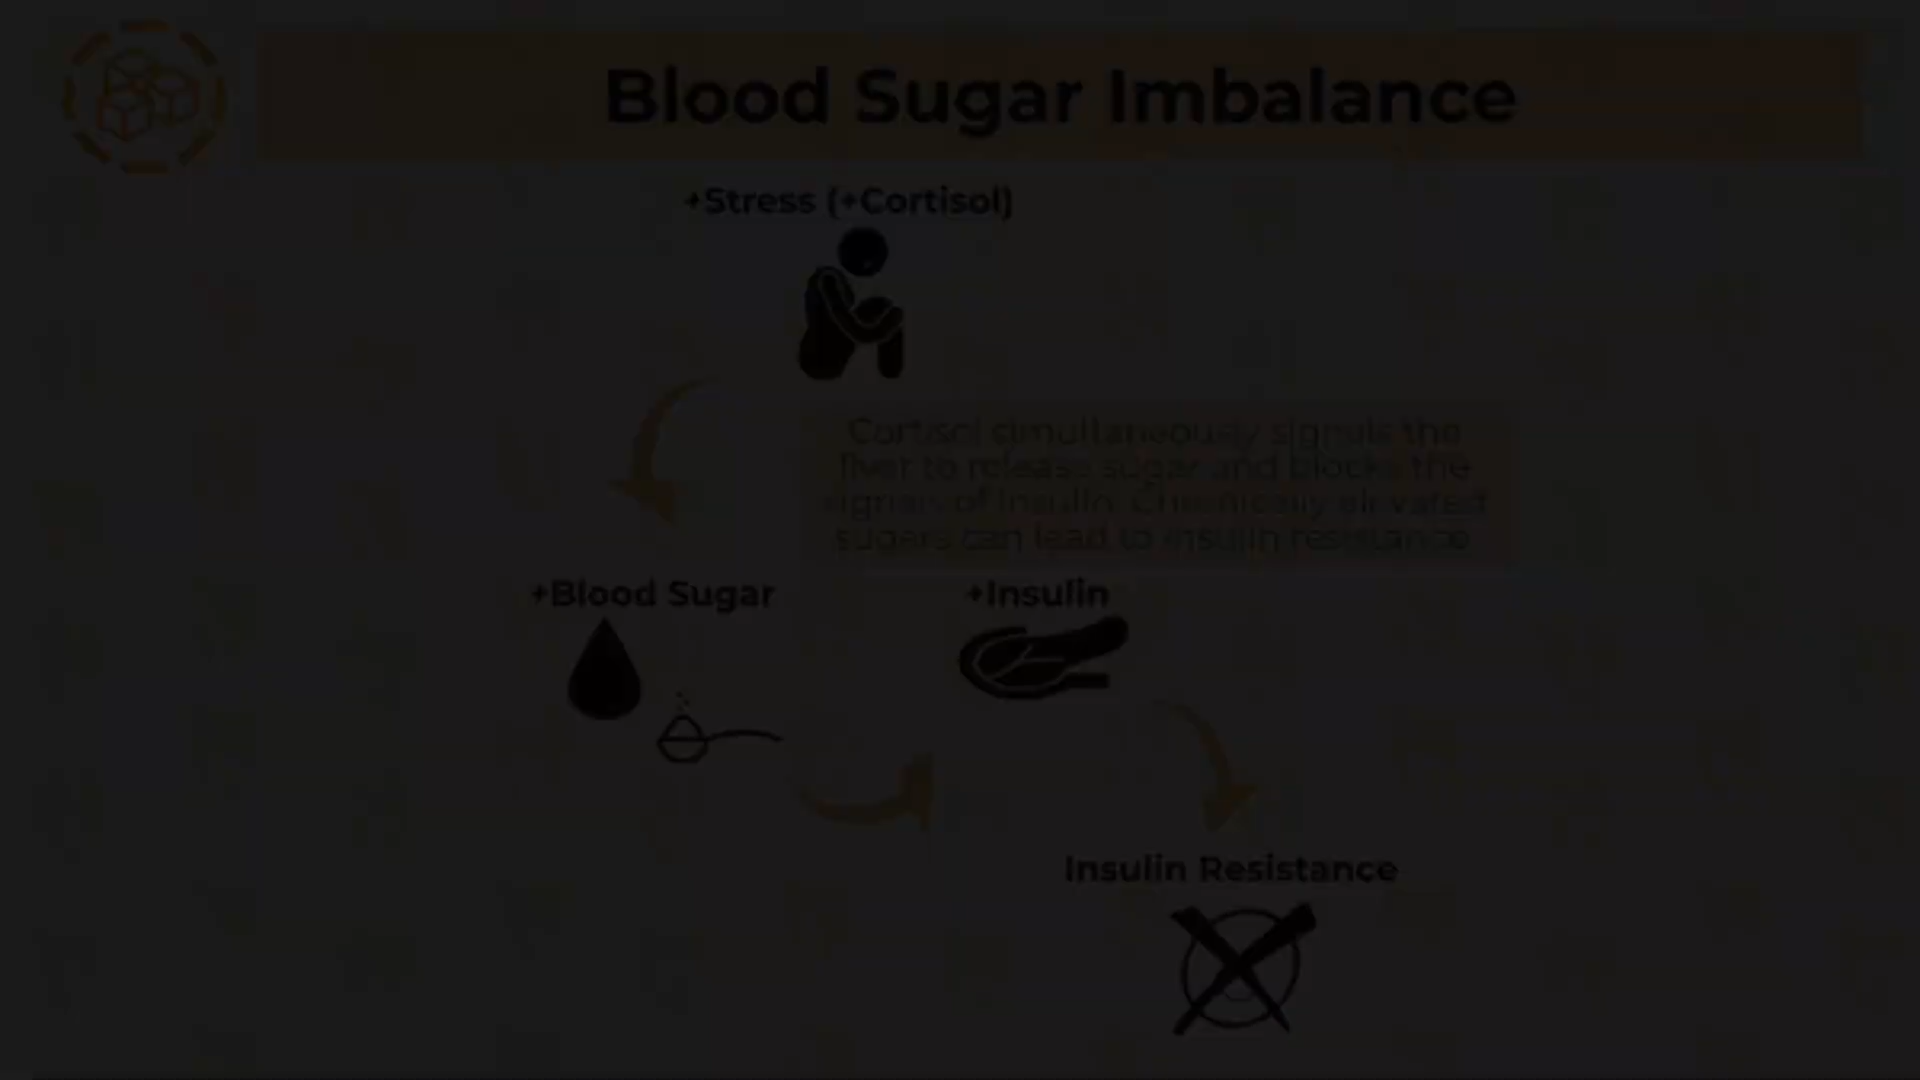 Blood Sugar Imbalance
+Stress (+Cortisol)
Cortisol simultaneously signals the
liver to release sugar and blocks the
signals of insulin. Chronically elevated
sugars can lead to insulin resistance
+Blood Sugar
+Insulin
Insulin Resistance